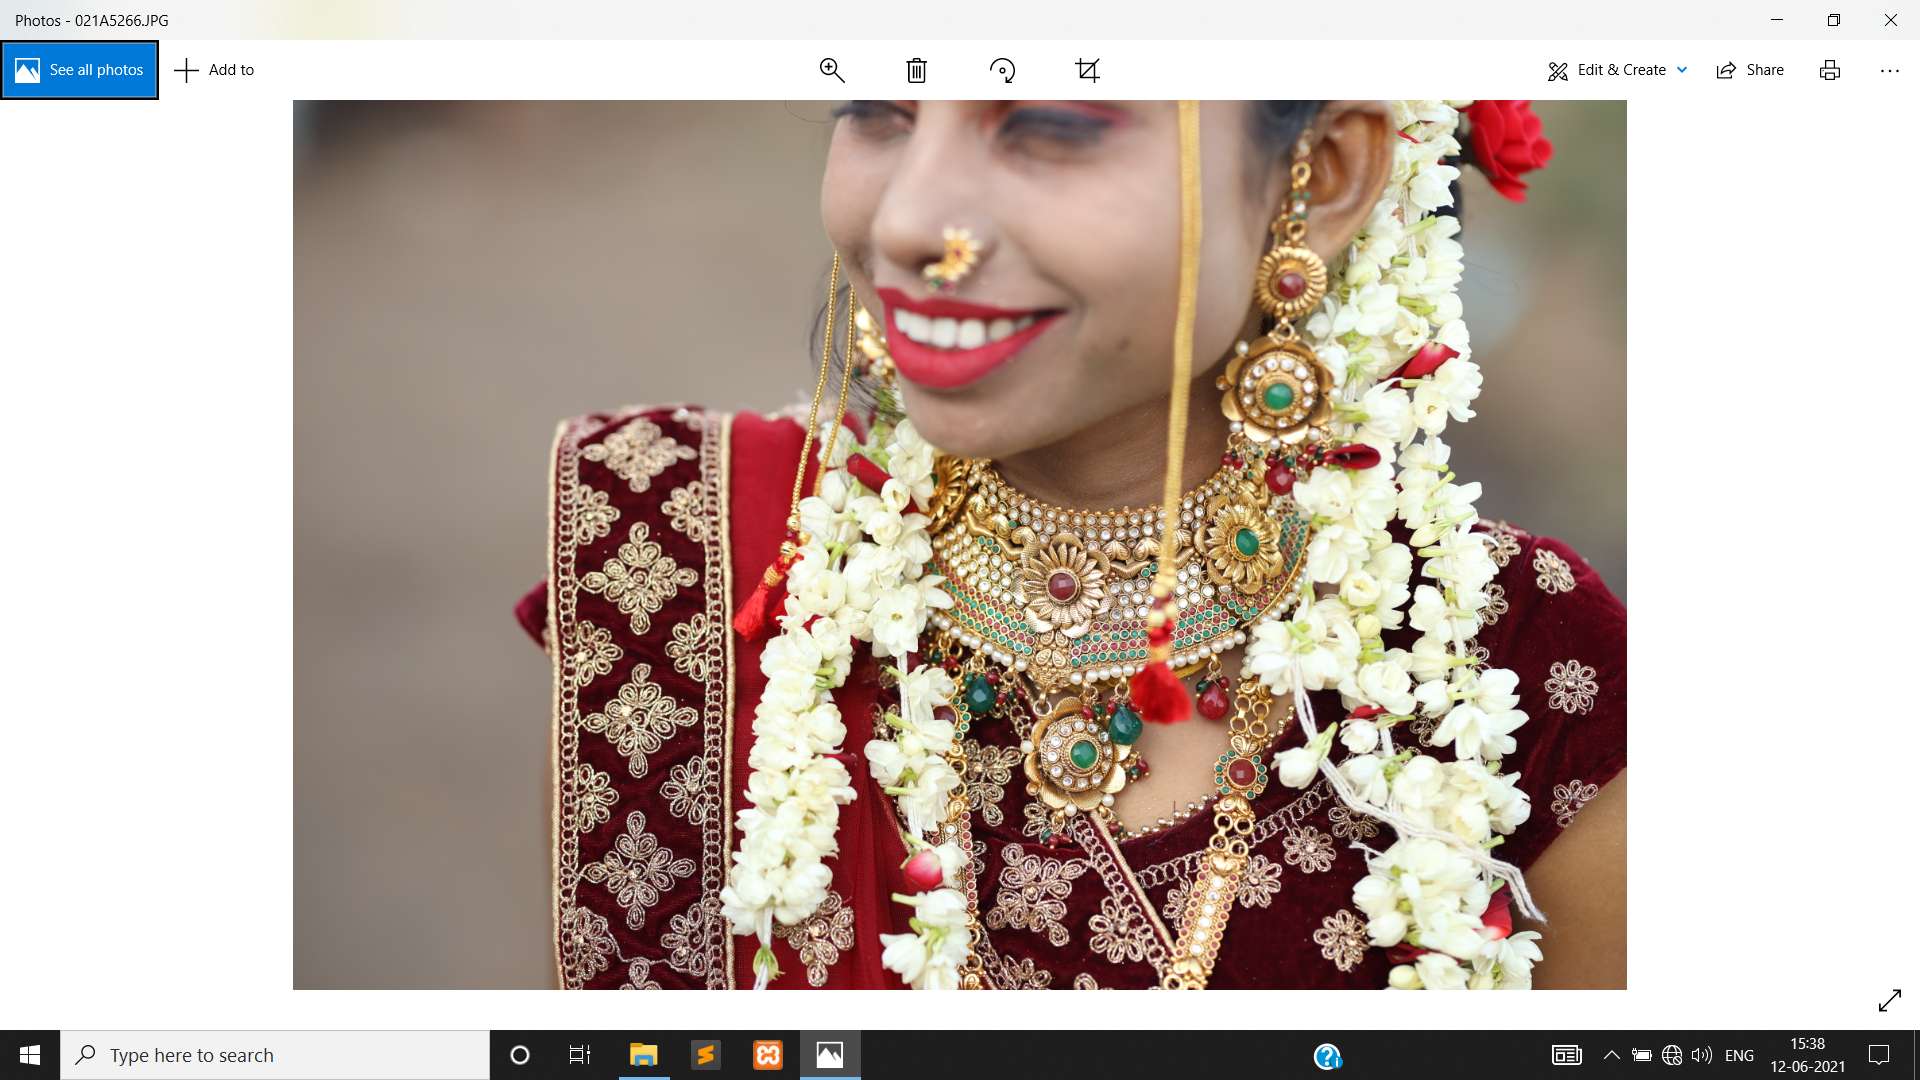 Photos - 021A5266.JPG
See all photos
Add to
Edit & Create
Share
Type here to search
ENG
15:38
12-06-2021